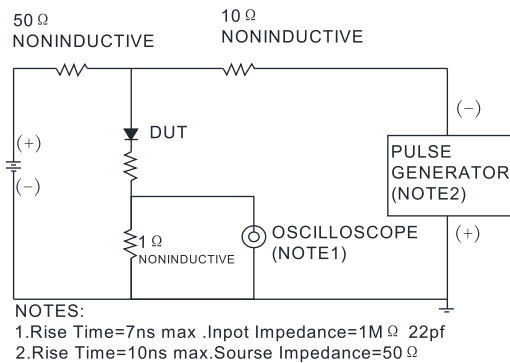 50 Ω
NONINDUCTIVE
10 Ω
NONINDUCTIVE
(+)
(−)
DUT
1 Ω
NONINDUCTIVE
OSCILLOSCOPE
(NOTE1)
(−)
PULSE
GENERATOR
(NOTE2)
(+)
NOTES:
1.Rise Time=7ns max .Inpot Impedance=1M Ω 22pf
2.Rise Time=10ns max.Sourse Impedance=50 Ω